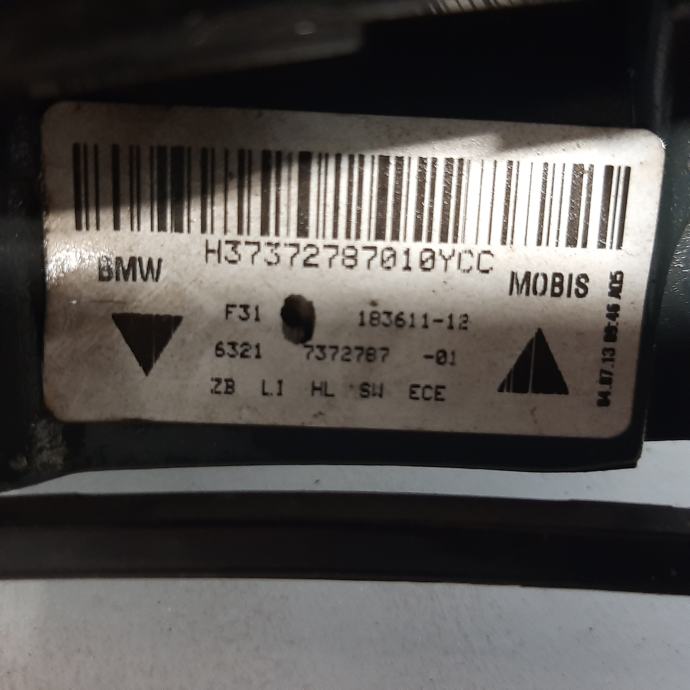 H37372787010YCC
BMW
MOBIS
F31 183611-12
6321 7372787 -01
ZB LI HL SW ECE
04.07.13 09:46 A05